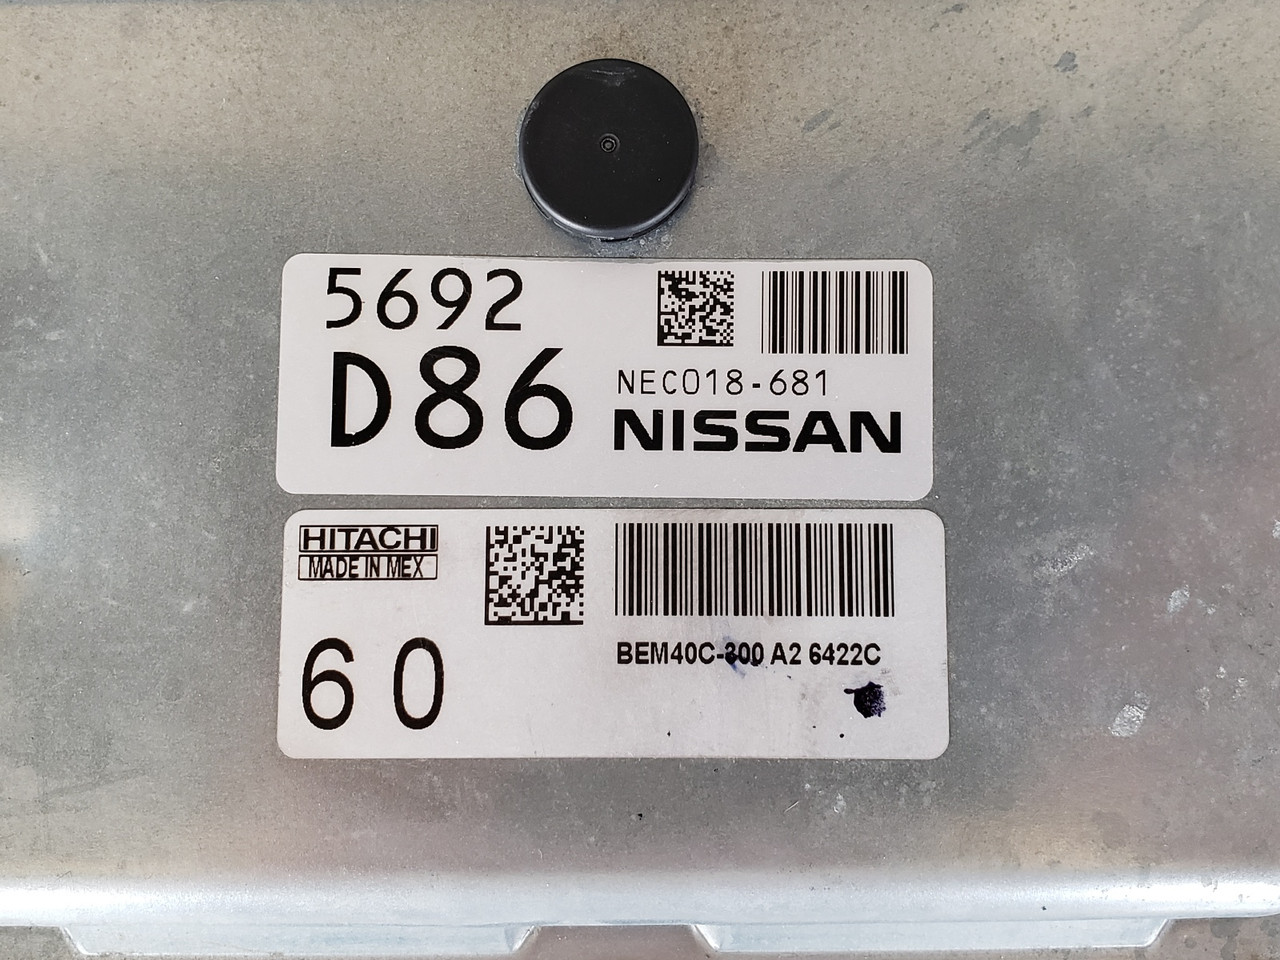 5692
D86
NEC018-681
NISSAN
HITACHI
MADE IN MEX
60
BEM40C-300 A2 6422C